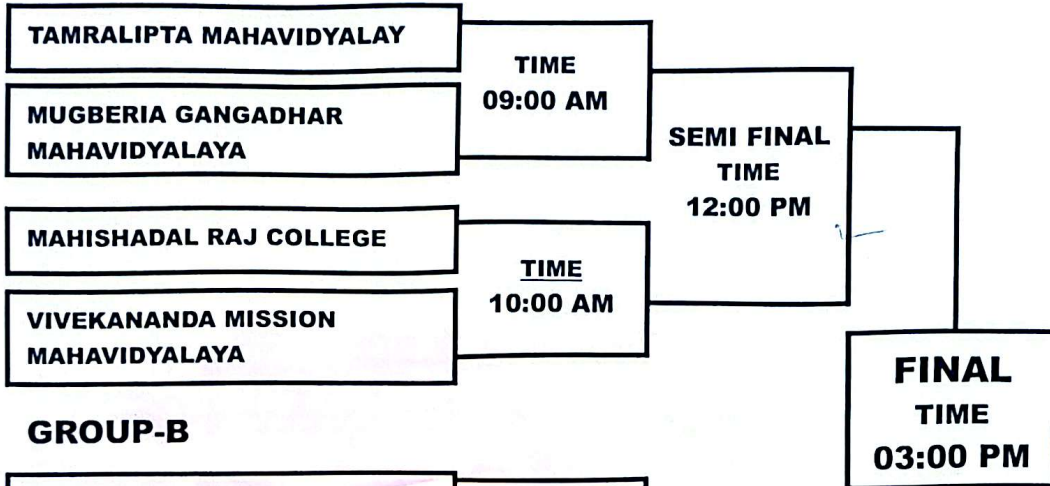 TAMRALIPTA MAHAVIDYALAY
TIME
09:00 AM
MUGBERIA GANGADHAR
MAHAVIDYALAYA
SEMI FINAL
TIME
12:00 PM
MAHISHADAL RAJ COLLEGE
TIME
10:00 AM
VIVEKANANDA MISSION
MAHAVIDYALAYA
FINAL
TIME
03:00 PM
GROUP-B